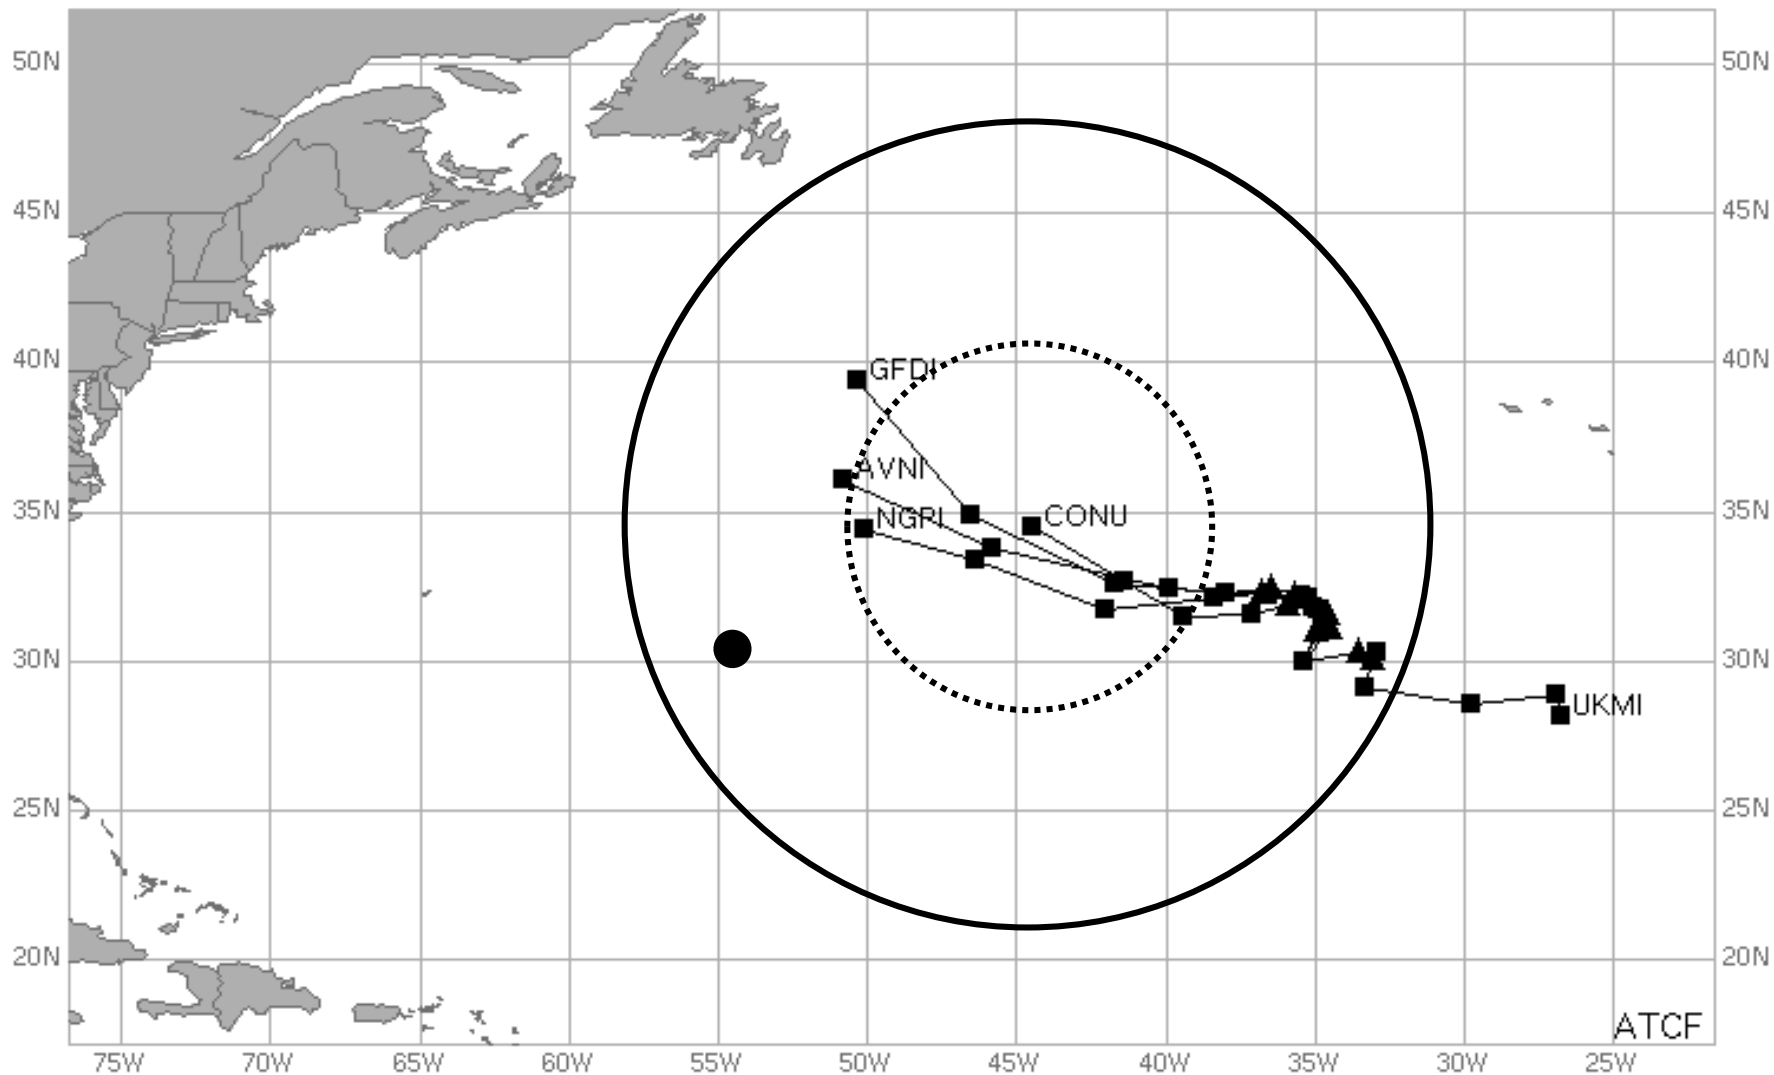 50N 50N
45N 45N
40N 40N
GFDI
AVNI
35N NGPI CONU 35N
30N 30N
UKMI
25N 25N
20N 20N
ATCF
75W 70W 65W 60W 55W 50W 45W 40W 35W 30W 25W